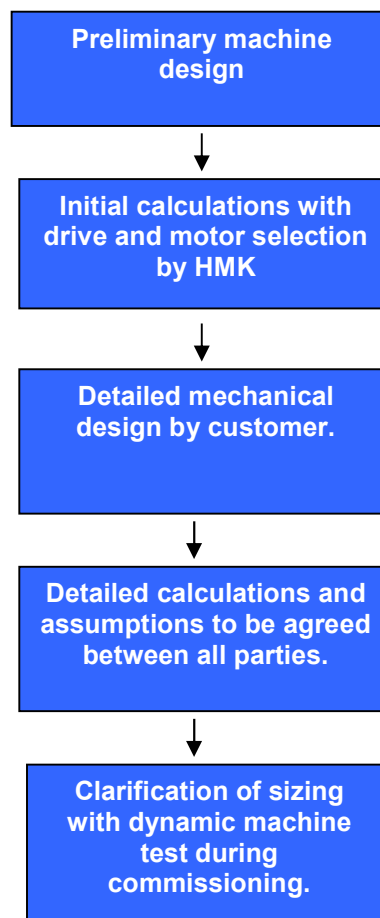 Preliminary machine
design
Initial calculations with
drive and motor selection
by HMK
Detailed mechanical
design by customer.
Detailed calculations and
assumptions to be agreed
between all parties.
Clarification of sizing
with dynamic machine
test during
commissioning.